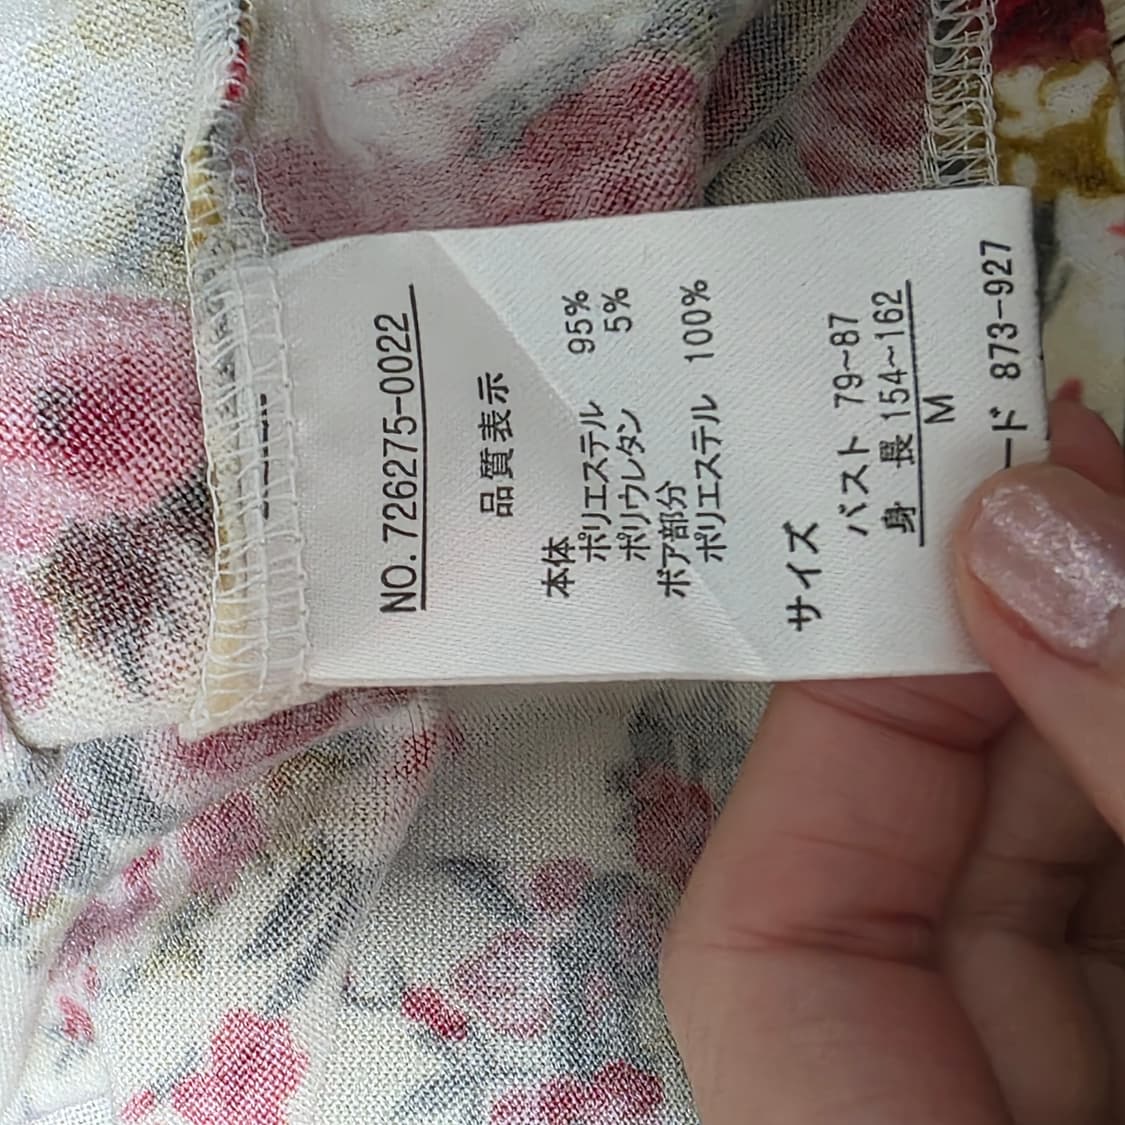 NO. 726275-0022
品質表示
本体
ポリエステル 95%
ポリウレタン 5%
ボア部分
ポリエステル 100%
サイズ
バスト 79~87
身 長 154~162
M
ード 873-927